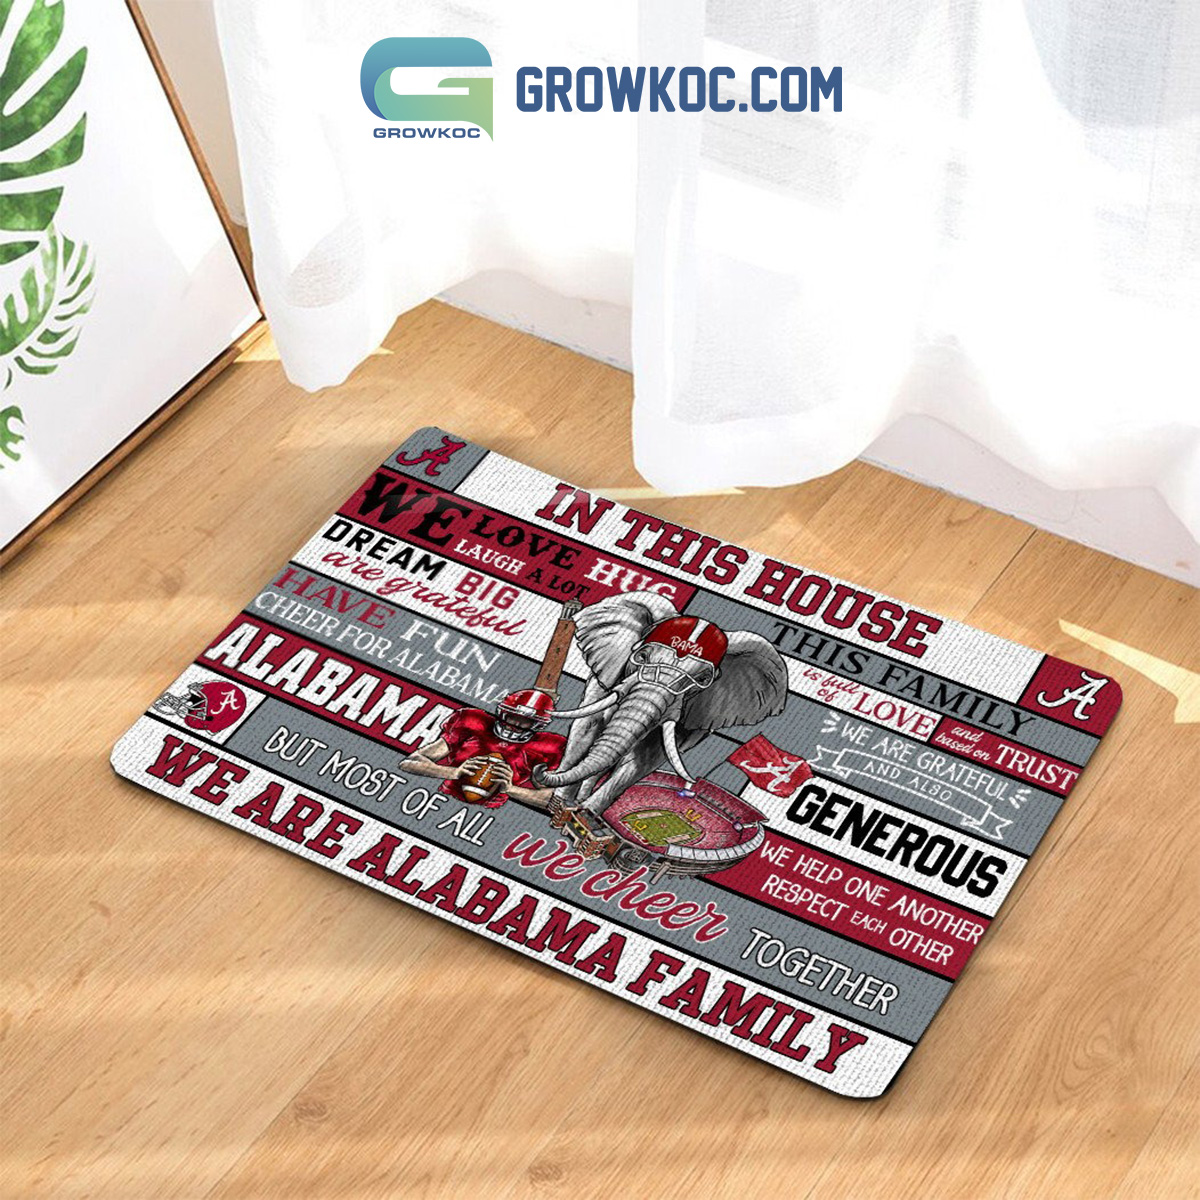 GROWKOC
GROWKOC.COM
A
IN THIS HOUSE
WE LOVE HUG
LAUGH A LOT
DREAM BIG
are grateful
HAVE FUN
CHEER FOR ALABAMA
ALABAMA
A
BUT MOST OF ALL
we cheer
TOGETHER
WE ARE ALABAMA FAMILY
BAMA
THIS FAMILY
is full of LOVE and based on TRUST
WE ARE GRATEFUL
AND ALSO
GENEROUS
WE HELP ONE ANOTHER
RESPECT EACH OTHER
A
A